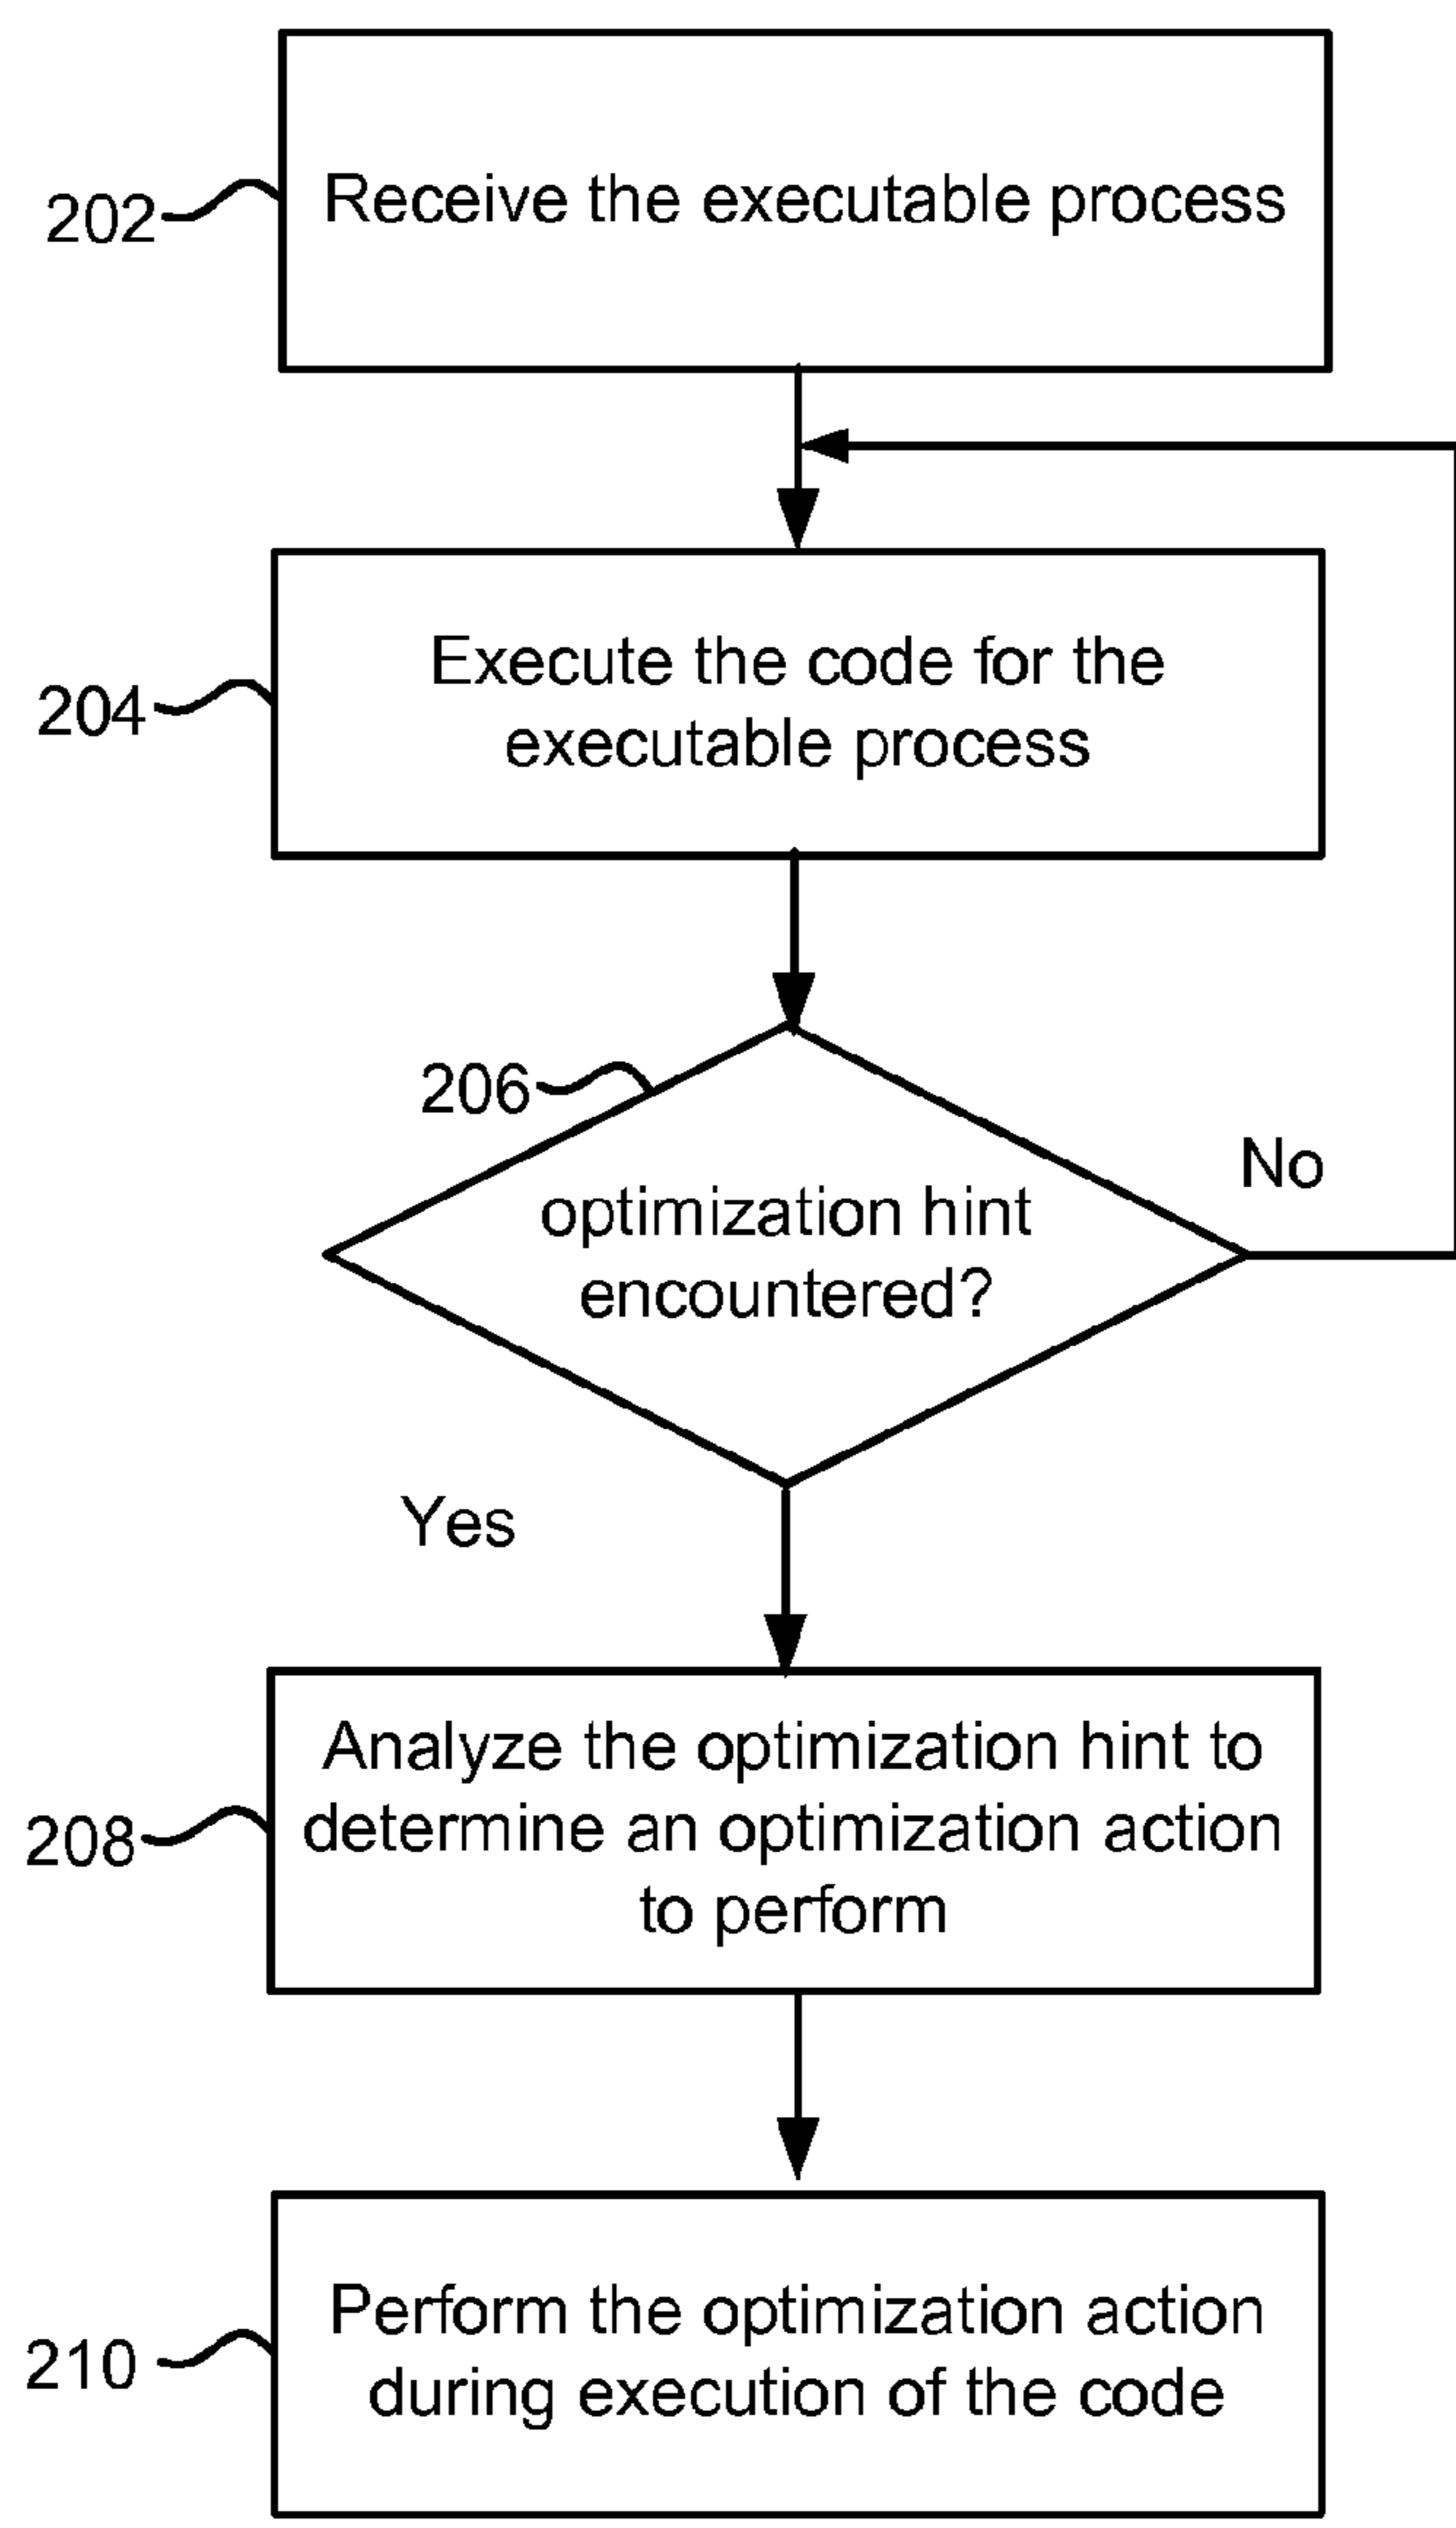 Receive the executable process
202
Execute the code for the
executable process
204
206
optimization hint
encountered?
No
Yes
Analyze the optimization hint to
determine an optimization action
to perform
208
Perform the optimization action
during execution of the code
210